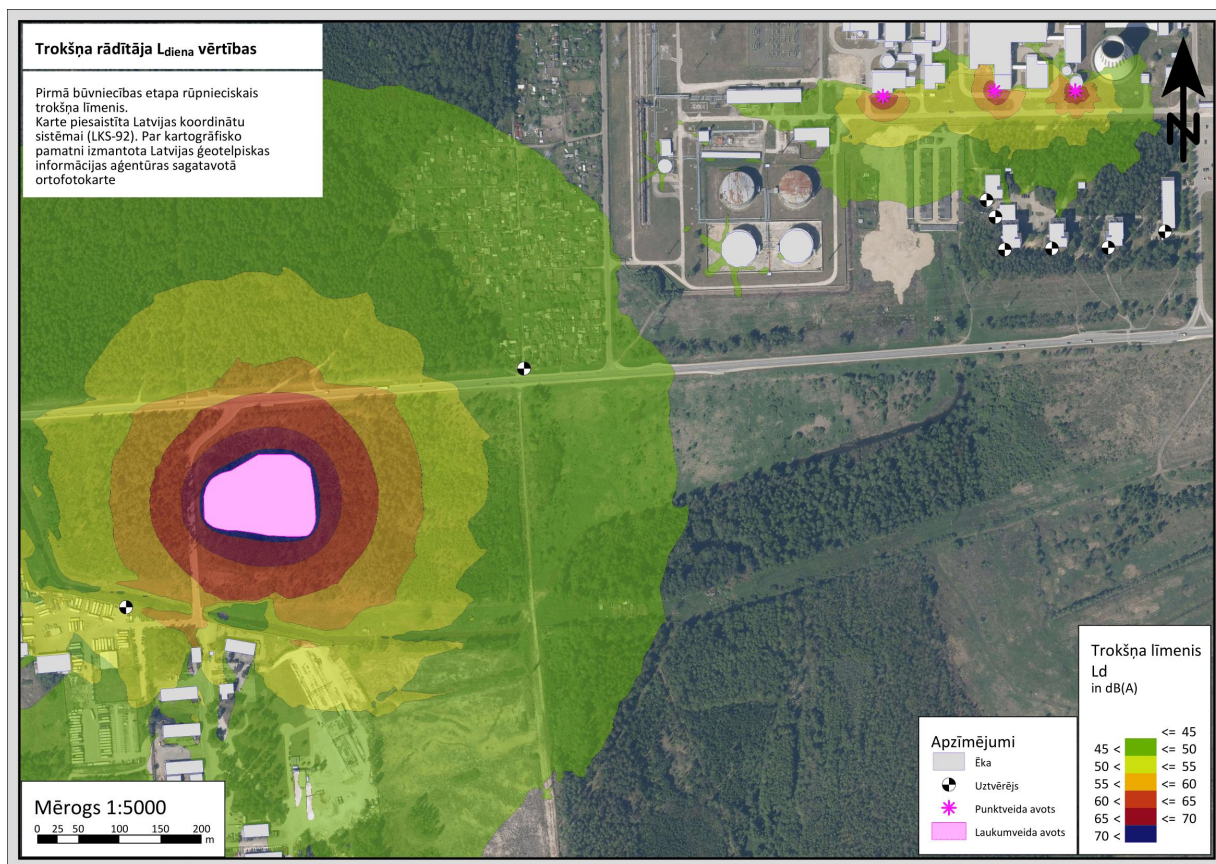 Trokšņa rādītāja Ldiena vērtības
Pirmā būvniecības etapa rūpnieciskais
trokšņa līmenis.
Karte piesaistīta Latvijas koordinātu
sistēmai (LKS-92). Par kartogrāfisko
pamatni izmantota Latvijas ģeotelpiskas
informācijas aģentūras sagatavotā
ortofotokarte
N
Mērogs 1:5000
0 25 50 100 150 200
m
Apzīmējumi
Ēka
Uztvērējs
Punktveida avots
Laukumveida avots
Trokšņa līmenis
Ld
in dB(A)
<= 45
45 < <= 50
50 < <= 55
55 < <= 60
60 < <= 65
65 < <= 70
70 <